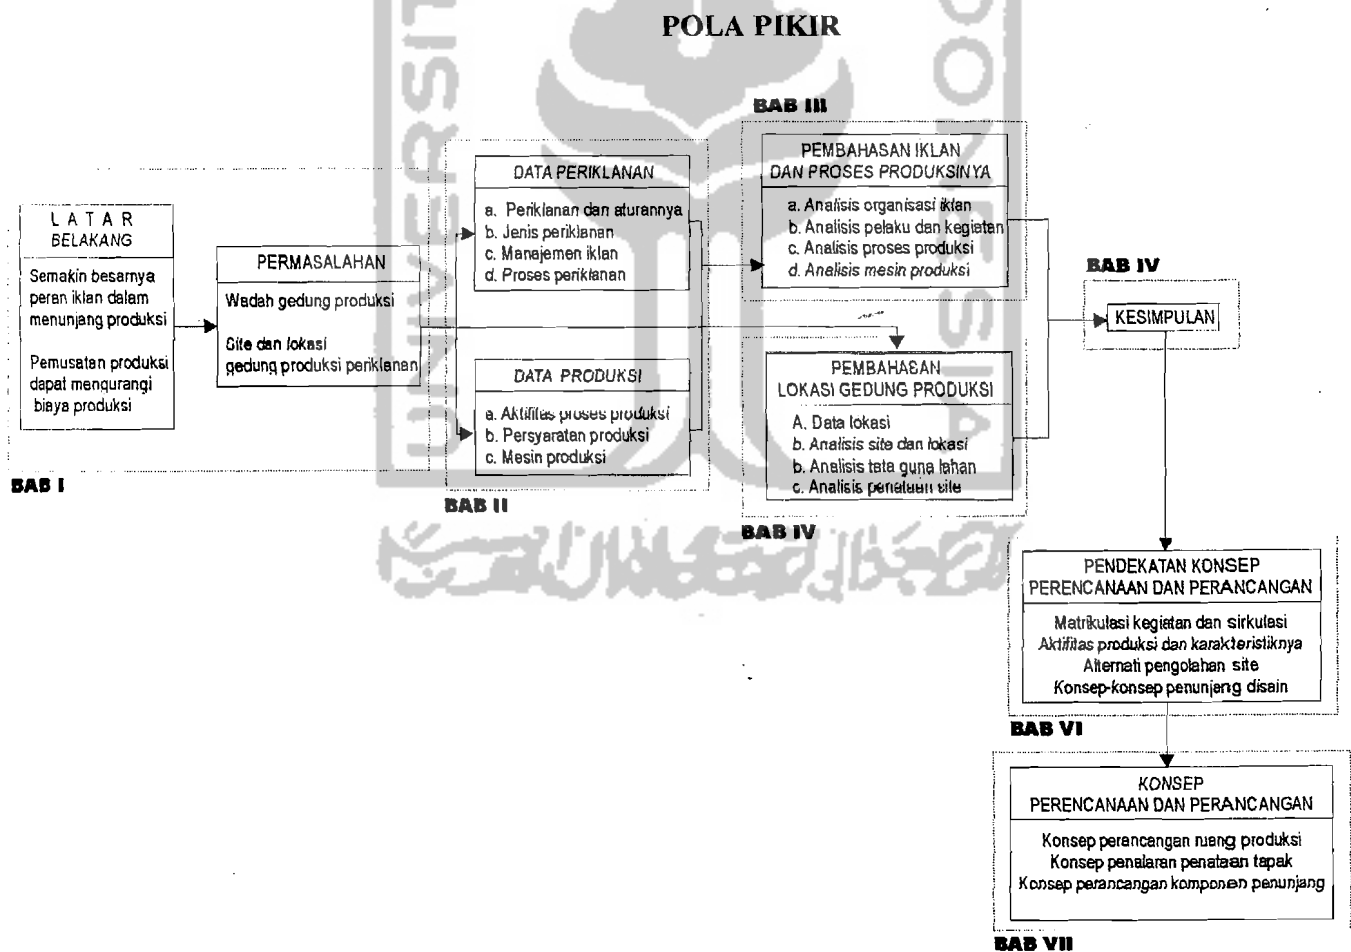 POLA PIKIR
UNIVERSIT
ONESIA
LATAR
BELAKANG
Semakin besarnya
peran iklan dalam
menunjang produksi
Pemusatan produksi
dapat mengurangi
biaya produksi
PERMASALAHAN
Wadah gedung produksi
Site dan lokasi
gedung produksi periklanan
BAB I
DATA PERIKLANAN
a. Periklanan dan aturannya
b. Jenis periklanan
c. Manajemen iklan
d. Proses periklanan
DATA PRODUKSI
a. Aktifitas proses produksi
b. Persyaratan produksi
c. Mesin produksi
BAB II
BAB III
PEMBAHASAN IKLAN
DAN PROSES PRODUKSINYA
a. Analisis organisasi iklan
b. Analisis pelaku dan kegiatan
c. Analisis proses produksi
d. Analisis mesin produksi
PEMBAHASAN
LOKASI GEDUNG PRODUKSI
A. Data lokasi
b. Analisis site dan lokasi
b. Analisis tata guna lahan
c. Analisis penataan site
BAB IV
BAB IV
KESIMPULAN
PENDEKATAN KONSEP
PERENCANAAN DAN PERANCANGAN
Matrikulasi kegiatan dan sirkulasi
Aktifitas produksi dan karakteristiknya
Alternati pengolahan site
Konsep-konsep penunjang disain
BAB VI
KONSEP
PERENCANAAN DAN PERANCANGAN
Konsep perancangan ruang produksi
Konsep penalaran penataan tapak
Konsep perancangan komponen penunjang
BAB VII